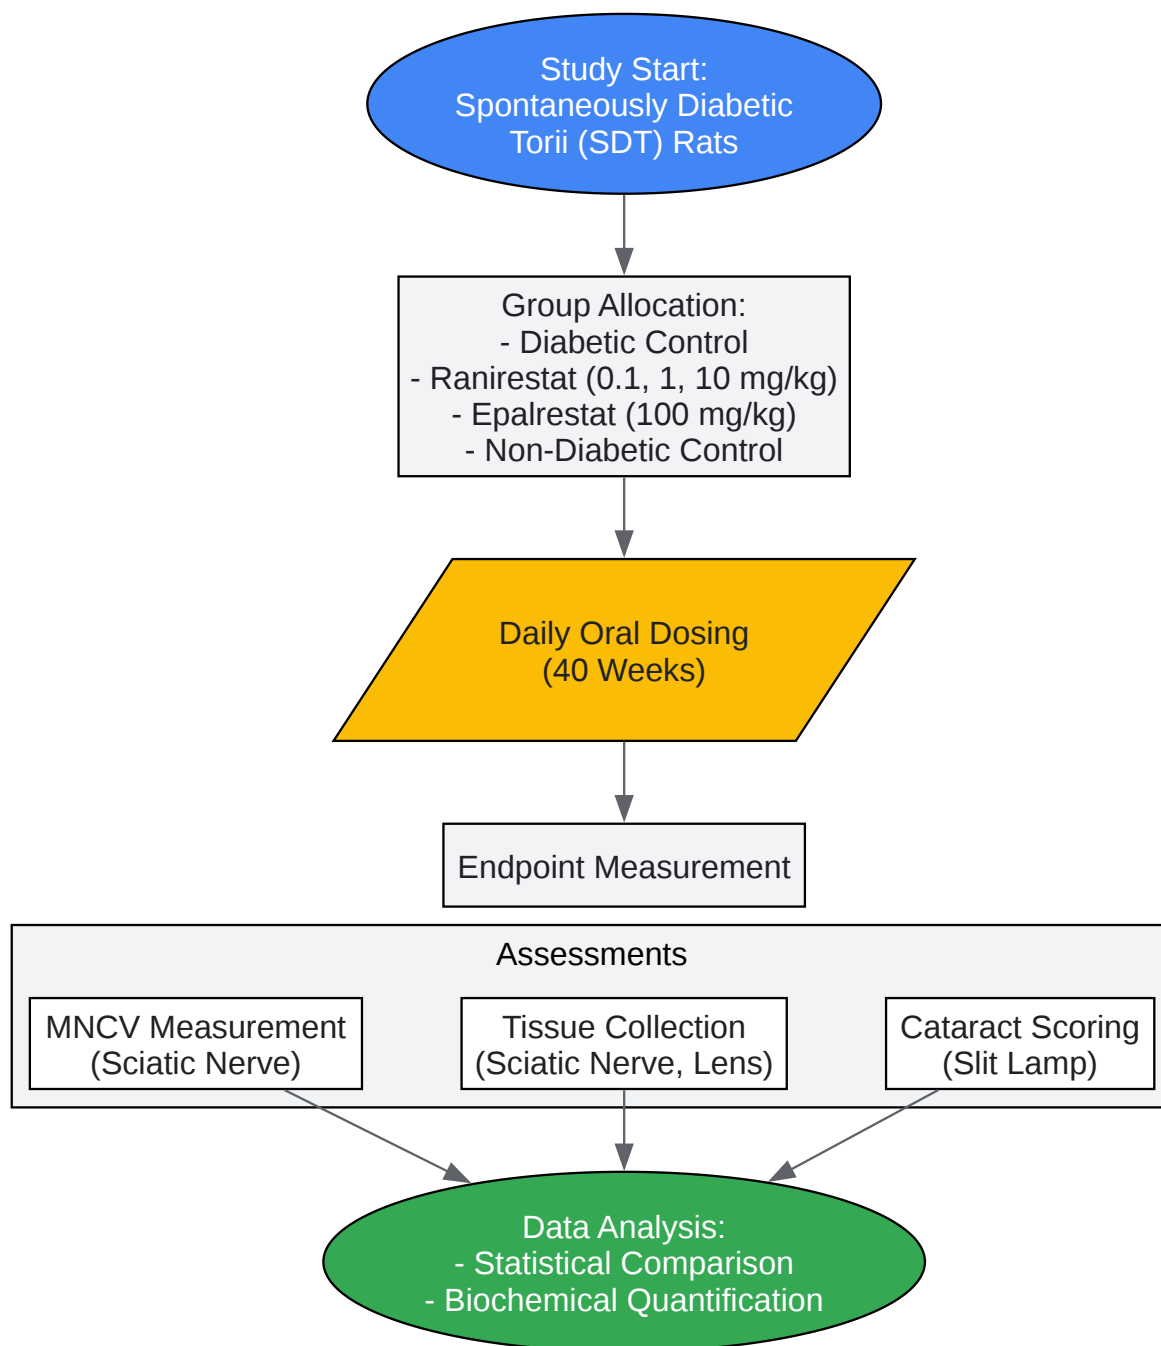 Study Start:
Spontaneously Diabetic
Torii (SDT) Rats
Group Allocation:
- Diabetic Control
- Ranirestat (0.1, 1, 10 mg/kg)
- Epalrestat (100 mg/kg)
- Non-Diabetic Control
Daily Oral Dosing
(40 Weeks)
Endpoint Measurement
Assessments
MNCV Measurement
(Sciatic Nerve)
Tissue Collection
(Sciatic Nerve, Lens)
Cataract Scoring
(Slit Lamp)
Data Analysis:
- Statistical Comparison
- Biochemical Quantification